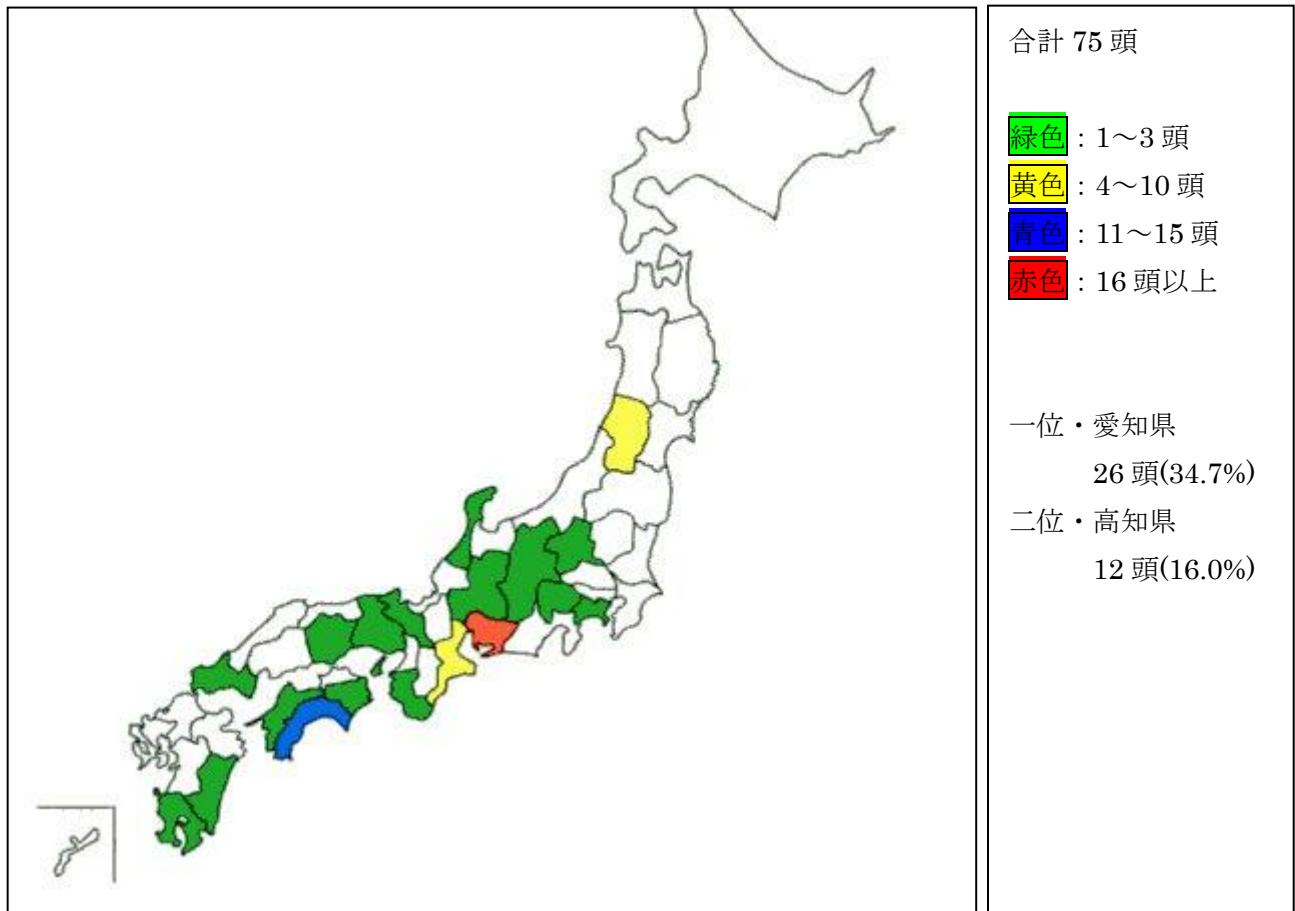 合計 75 頭
緑色：1～3 頭
黄色：4～10 頭
青色：11～15 頭
赤色：16 頭以上
一位・愛知県
26 頭(34.7%)
二位・高知県
12 頭(16.0%)